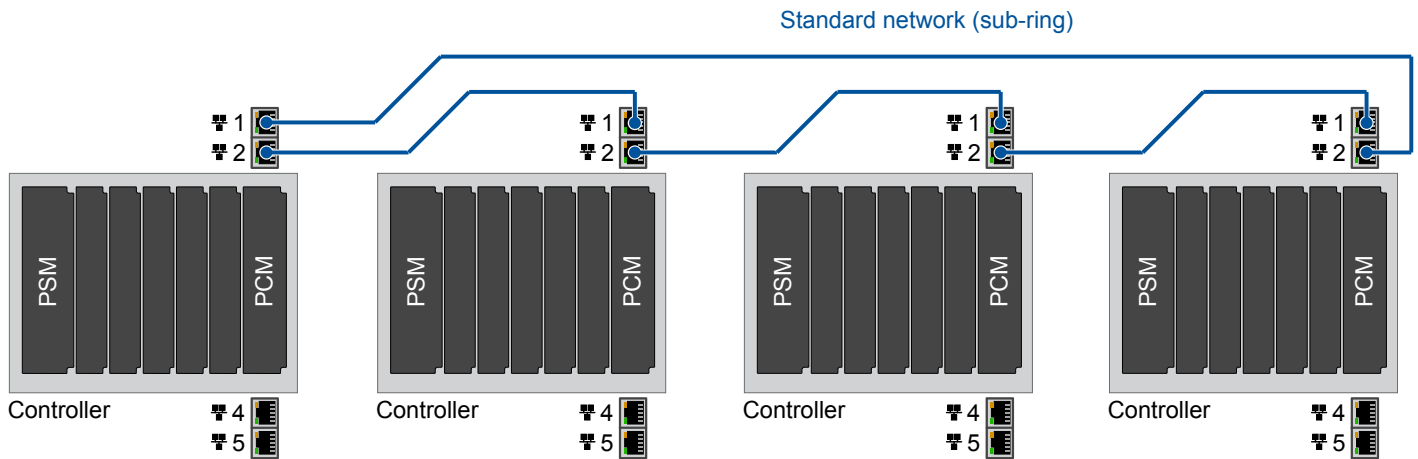 Standard network (sub-ring)
1 1 1 1
2 2 2 2
PSM PCM PSM PCM PSM PCM PSM PCM
Controller 4 Controller 4 Controller 4 Controller 4
5 5 5 5